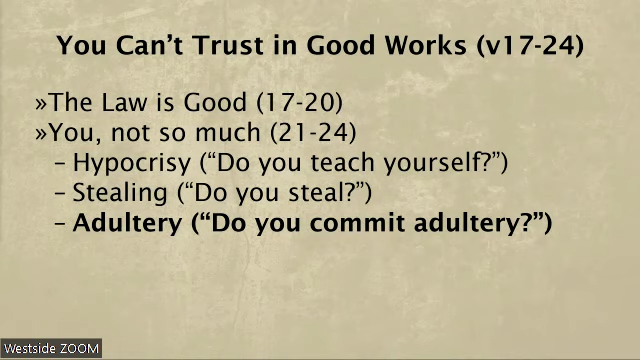 You Can’t Trust in Good Works (v17-24)
»The Law is Good (17-20)
»You, not so much (21-24)
– Hypocrisy (“Do you teach yourself?”)
– Stealing (“Do you steal?”)
– Adultery (“Do you commit adultery?”)
Westside ZOOM